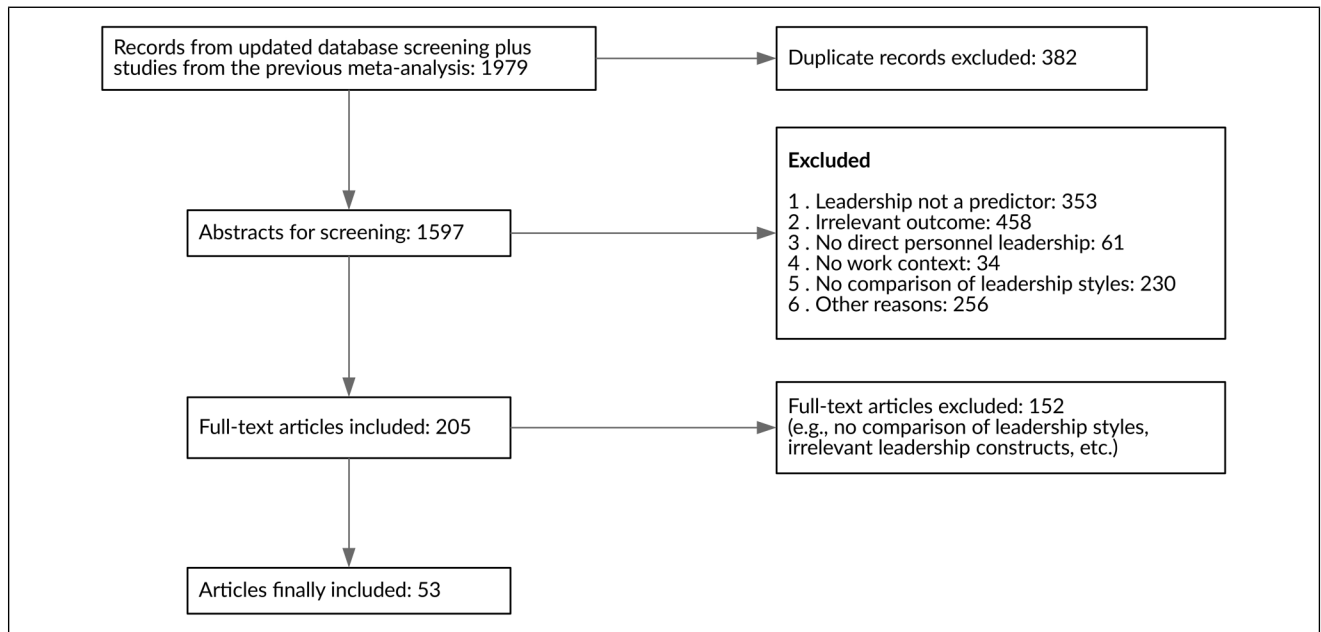 Records from updated database screening plus
studies from the previous meta-analysis: 1979
Duplicate records excluded: 382
Excluded
1 . Leadership not a predictor: 353
2 . Irrelevant outcome: 458
3 . No direct personnel leadership: 61
4 . No work context: 34
5 . No comparison of leadership styles: 230
6 . Other reasons: 256
Abstracts for screening: 1597
Full-text articles included: 205
Full-text articles excluded: 152
(e.g., no comparison of leadership styles,
irrelevant leadership constructs, etc.)
Articles finally included: 53